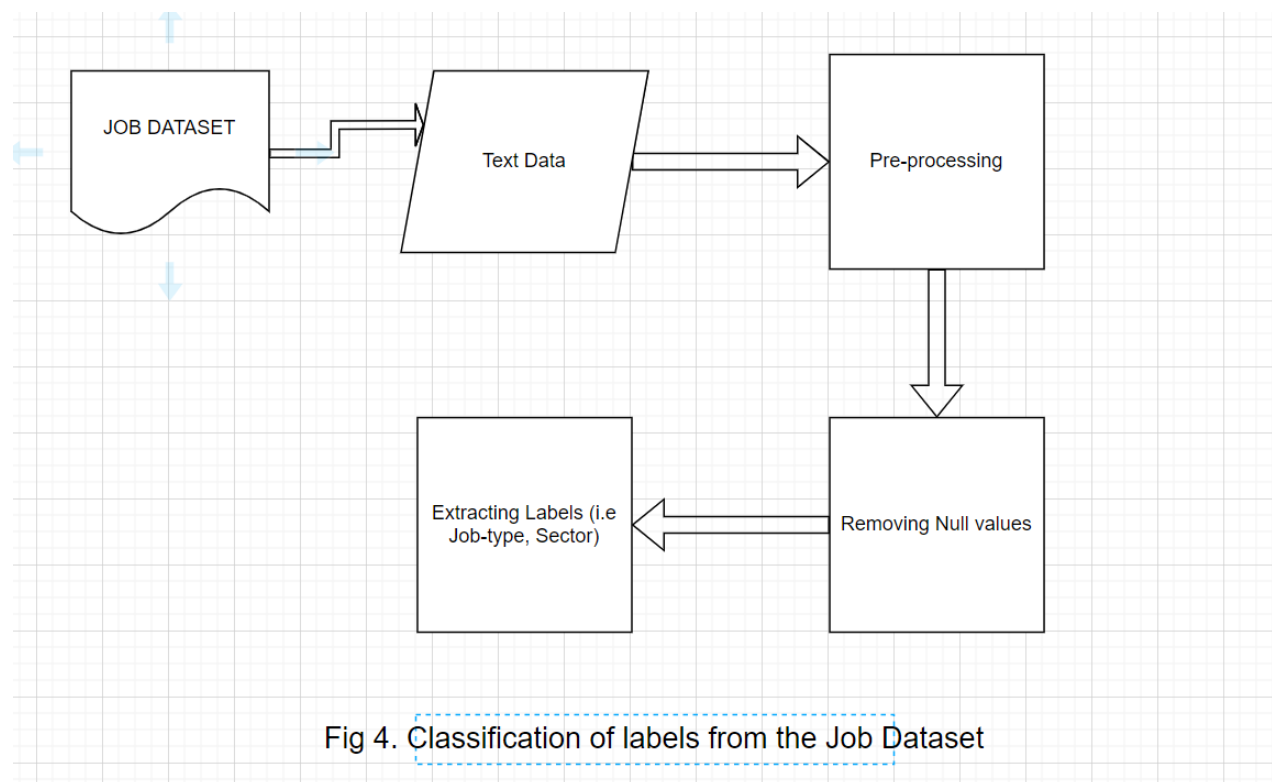 JOB DATASET
Text Data
Pre-processing
Removing Null values
Extracting Labels (i.e
Job-type, Sector)
Fig 4. Classification of labels from the Job Dataset